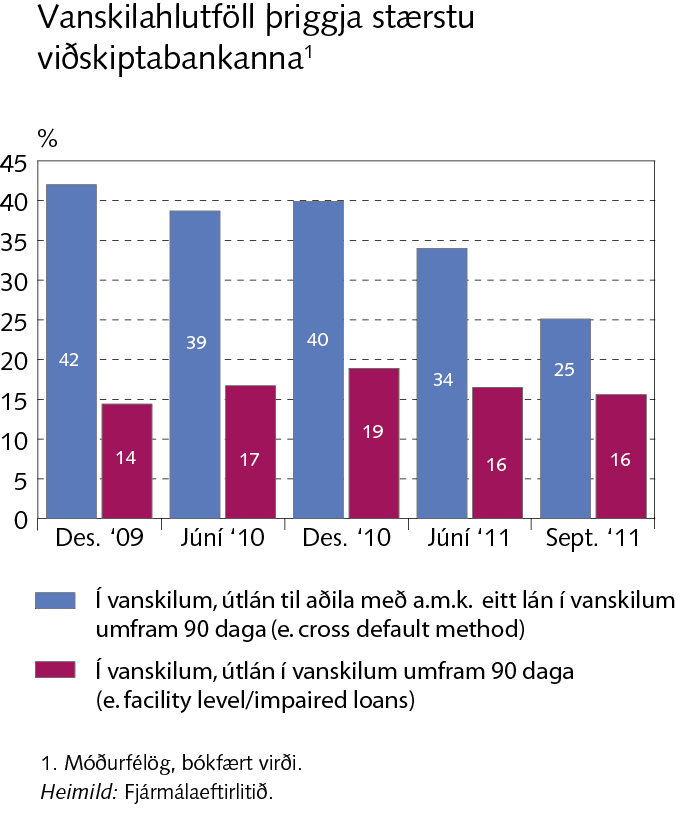 Vanskilahlutföll þriggja stærstu
viðskiptabankanna¹
%
45
40
35
30
25
20
15
10
5
0
42
14
39
17
40
19
34
16
25
16
Des. ‘09
Júní ‘10
Des. ‘10
Júní ‘11
Sept. ‘11
Í vanskilum, útlán til aðila með a.m.k. eitt lán í vanskilum
umfram 90 daga (e. cross default method)
Í vanskilum, útlán í vanskilum umfram 90 daga
(e. facility level/impaired loans)
1. Móðurfélög, bókfært virði.
Heimild: Fjármálaeftirlitið.